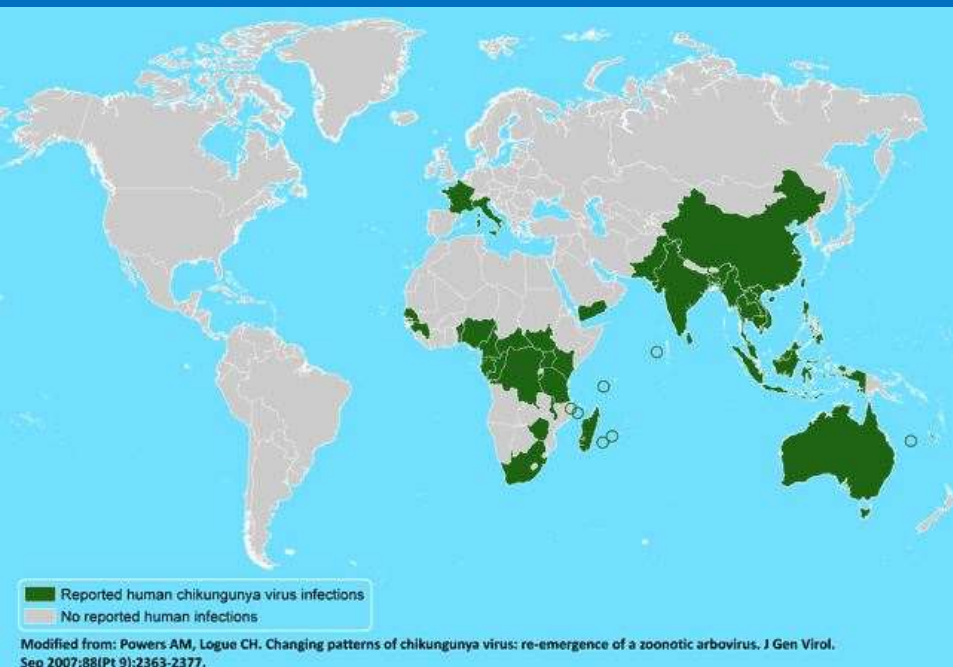 Reported human chikungunya virus infections
No reported human infections
Modified from: Powers AM, Logue CH. Changing patterns of chikungunya virus: re-emergence of a zoonotic arbovirus. J Gen Virol.
Sep 2007;88(Pt 9):2363-2377.